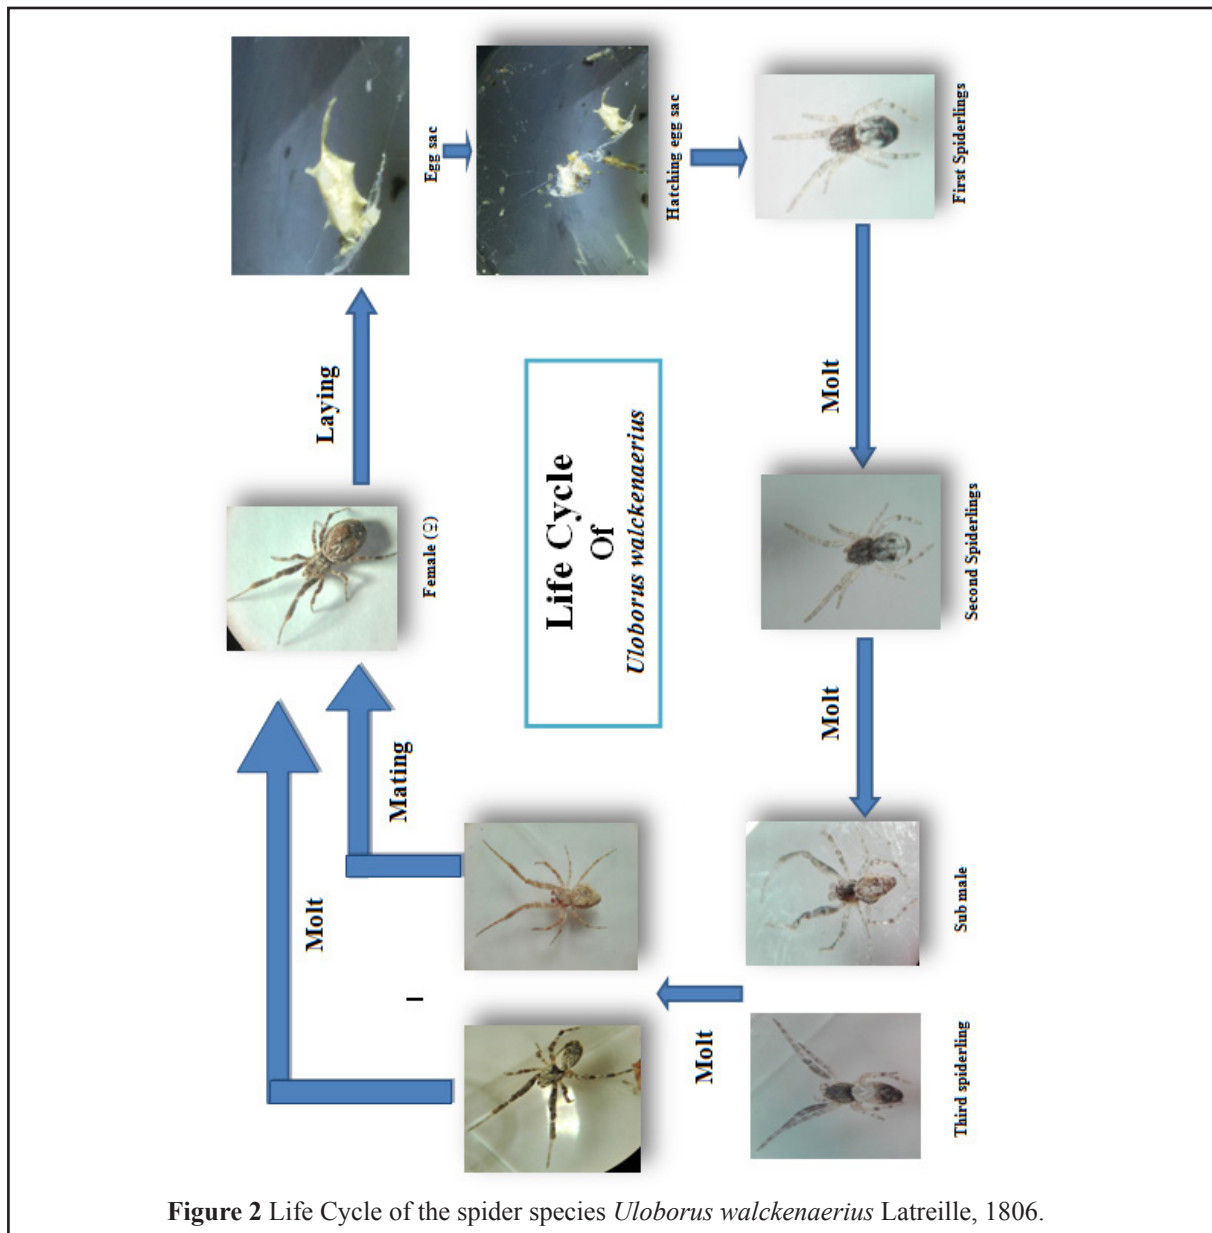 Egg sac
Hatching egg sac
First Spiderlings
Laying
Molt
Female (♀)
Life Cycle
Of
Uloborus walckenaerius
Second Spiderlings
Molt
Mating
Molt
Sub male
Molt
Third spiderling
Figure 2 Life Cycle of the spider species Uloborus walckenaerius Latreille, 1806.